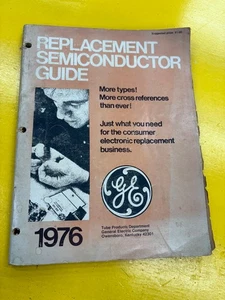 REPLACEMENT
SEMICONDUCTOR
GUIDE
More types!
More cross references
than ever!
Just what you need
for the consumer
electronic replacement
business.
GE
1976
Tube Products Department
General Electric Company
Owensboro, Kentucky 42301